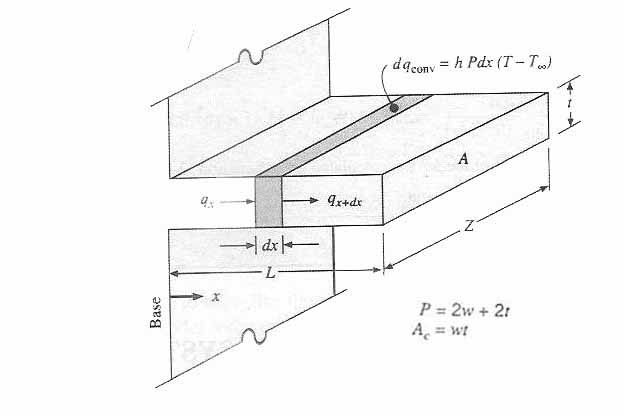 dq_conv = h Pdx (T − T_∞)
t
A
q_x
q_x+dx
Z
dx
L
x
Base
P = 2w + 2t
A_c = wt